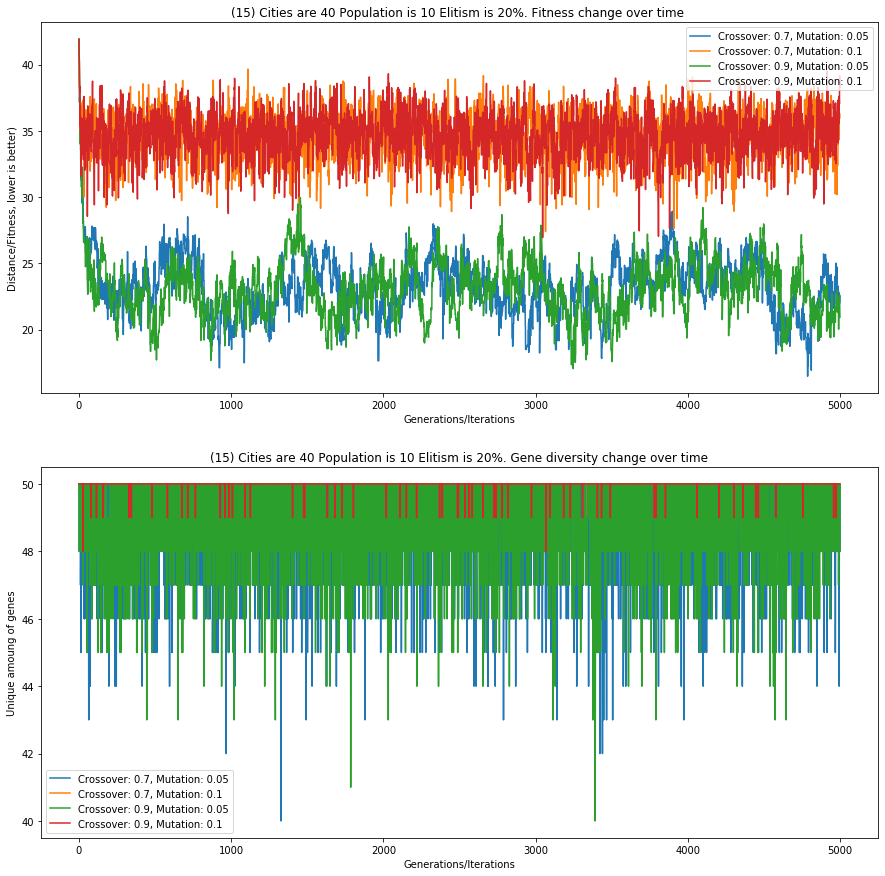 (15) Cities are 40 Population is 10 Elitism is 20%. Fitness change over time
Crossover: 0.7, Mutation: 0.05
Crossover: 0.7, Mutation: 0.1
Crossover: 0.9, Mutation: 0.05
Crossover: 0.9, Mutation: 0.1
Distance/Fitness, lower is better)
40
35
30
25
20
0 1000 2000 3000 4000 5000
Generations/Iterations
(15) Cities are 40 Population is 10 Elitism is 20%. Gene diversity change over time
Unique amoung of genes
50
48
46
44
42
40
Crossover: 0.7, Mutation: 0.05
Crossover: 0.7, Mutation: 0.1
Crossover: 0.9, Mutation: 0.05
Crossover: 0.9, Mutation: 0.1
0 1000 2000 3000 4000 5000
Generations/Iterations